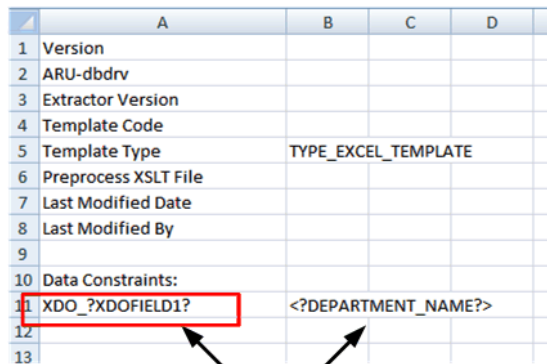 A B C D
1 Version
2 ARU-dbdrv
3 Extractor Version
4 Template Code
5 Template Type TYPE_EXCEL_TEMPLATE
6 Preprocess XSLT File
7 Last Modified Date
8 Last Modified By
9
10 Data Constraints:
11 XDO_?XDOFIELD1? <?DEPARTMENT_NAME?>
12
13